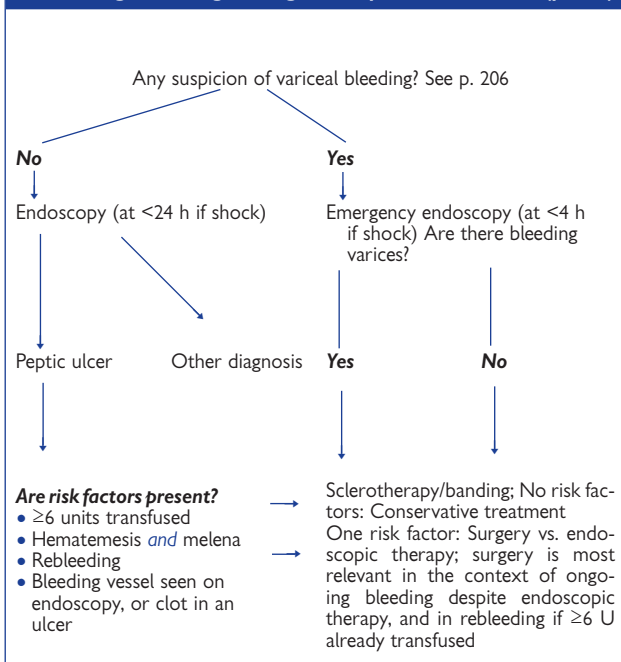 Any suspicion of variceal bleeding? See p. 206
No
Yes
Endoscopy (at <24 h if shock)
Emergency endoscopy (at <4 h
if shock) Are there bleeding
varices?
Peptic ulcer
Other diagnosis
Yes
No
Are risk factors present?
• ≥6 units transfused
• Hematemesis and melena
• Rebleeding
• Bleeding vessel seen on
endoscopy, or clot in an
ulcer
Sclerotherapy/banding; No risk fac-
tors: Conservative treatment
One risk factor: Surgery vs. endo-
scopic therapy; surgery is most
relevant in the context of ongo-
ing bleeding despite endoscopic
therapy, and in rebleeding if ≥6 U
already transfused